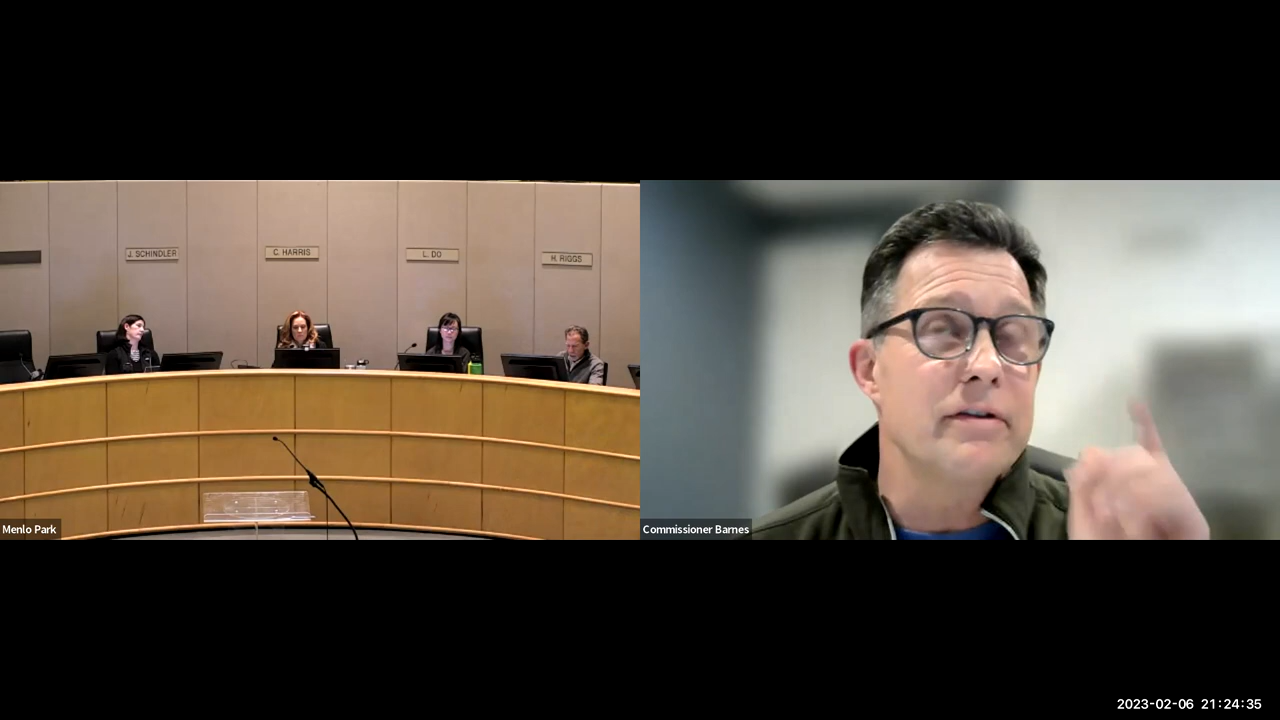 J. SCHINDLER
C. HARRIS
L. DO
H. RIGGS
Menlo Park
Commissioner Barnes
2023-02-06 21:24:35